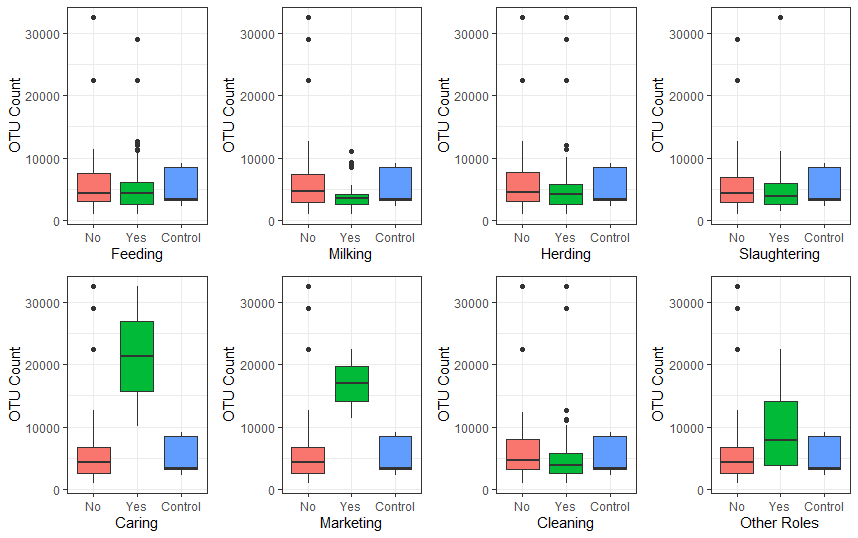 OTU Count
30000
20000
10000
0
No Yes Control
Feeding
OTU Count
30000
20000
10000
0
No Yes Control
Milking
OTU Count
30000
20000
10000
0
No Yes Control
Herding
OTU Count
30000
20000
10000
0
No Yes Control
Slaughtering
OTU Count
30000
20000
10000
0
No Yes Control
Caring
OTU Count
30000
20000
10000
0
No Yes Control
Marketing
OTU Count
30000
20000
10000
0
No Yes Control
Cleaning
OTU Count
30000
20000
10000
0
No Yes Control
Other Roles